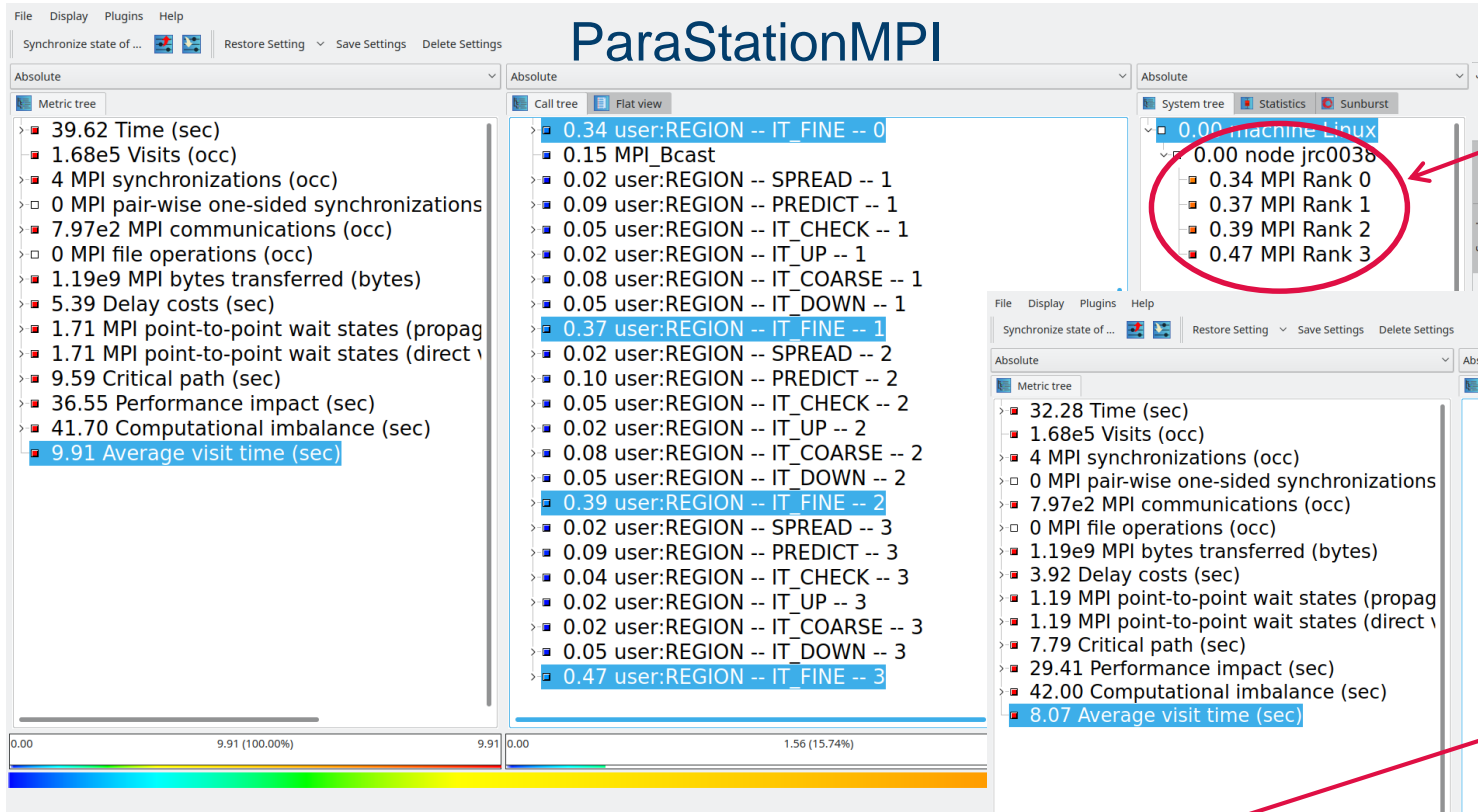 File Display Plugins Help
ParaStationMPI
Synchronize state of ... Restore Setting Save Settings Delete Settings
Absolute
Metric tree
39.62 Time (sec)
1.68e5 Visits (occ)
4 MPI synchronizations (occ)
0 MPI pair-wise one-sided synchronizations
7.97e2 MPI communications (occ)
0 MPI file operations (occ)
1.19e9 MPI bytes transferred (bytes)
5.39 Delay costs (sec)
1.71 MPI point-to-point wait states (propag
1.71 MPI point-to-point wait states (direct
9.59 Critical path (sec)
36.55 Performance impact (sec)
41.70 Computational imbalance (sec)
9.91 Average visit time (sec)
0.00 9.91 (100.00%) 9.91
Absolute
Call tree Flat view
0.34 user:REGION -- IT_FINE -- 0
0.15 MPI_Bcast
0.02 user:REGION -- SPREAD -- 1
0.09 user:REGION -- PREDICT -- 1
0.05 user:REGION -- IT_CHECK -- 1
0.02 user:REGION -- IT_UP -- 1
0.08 user:REGION -- IT_COARSE -- 1
0.05 user:REGION -- IT_DOWN -- 1
0.37 user:REGION -- IT_FINE -- 1
0.02 user:REGION -- SPREAD -- 2
0.10 user:REGION -- PREDICT -- 2
0.05 user:REGION -- IT_CHECK -- 2
0.02 user:REGION -- IT_UP -- 2
0.08 user:REGION -- IT_COARSE -- 2
0.05 user:REGION -- IT_DOWN -- 2
0.39 user:REGION -- IT_FINE -- 2
0.02 user:REGION -- SPREAD -- 3
0.09 user:REGION -- PREDICT -- 3
0.04 user:REGION -- IT_CHECK -- 3
0.02 user:REGION -- IT_UP -- 3
0.02 user:REGION -- IT_COARSE -- 3
0.05 user:REGION -- IT_DOWN -- 3
0.47 user:REGION -- IT_FINE -- 3
0.00 1.56 (15.74%)
Absolute
System tree Statistics Sunburst
0.00 machine Linux
0.00 node jrc0038
0.34 MPI Rank 0
0.37 MPI Rank 1
0.39 MPI Rank 2
0.47 MPI Rank 3
File Display Plugins Help
Synchronize state of ... Restore Setting Save Settings Delete Settings
Absolute
Metric tree
32.28 Time (sec)
1.68e5 Visits (occ)
4 MPI synchronizations (occ)
0 MPI pair-wise one-sided synchronizations
7.97e2 MPI communications (occ)
0 MPI file operations (occ)
1.19e9 MPI bytes transferred (bytes)
3.92 Delay costs (sec)
1.19 MPI point-to-point wait states (propag
1.19 MPI point-to-point wait states (direct
7.79 Critical path (sec)
29.41 Performance impact (sec)
42.00 Computational imbalance (sec)
8.07 Average visit time (sec)